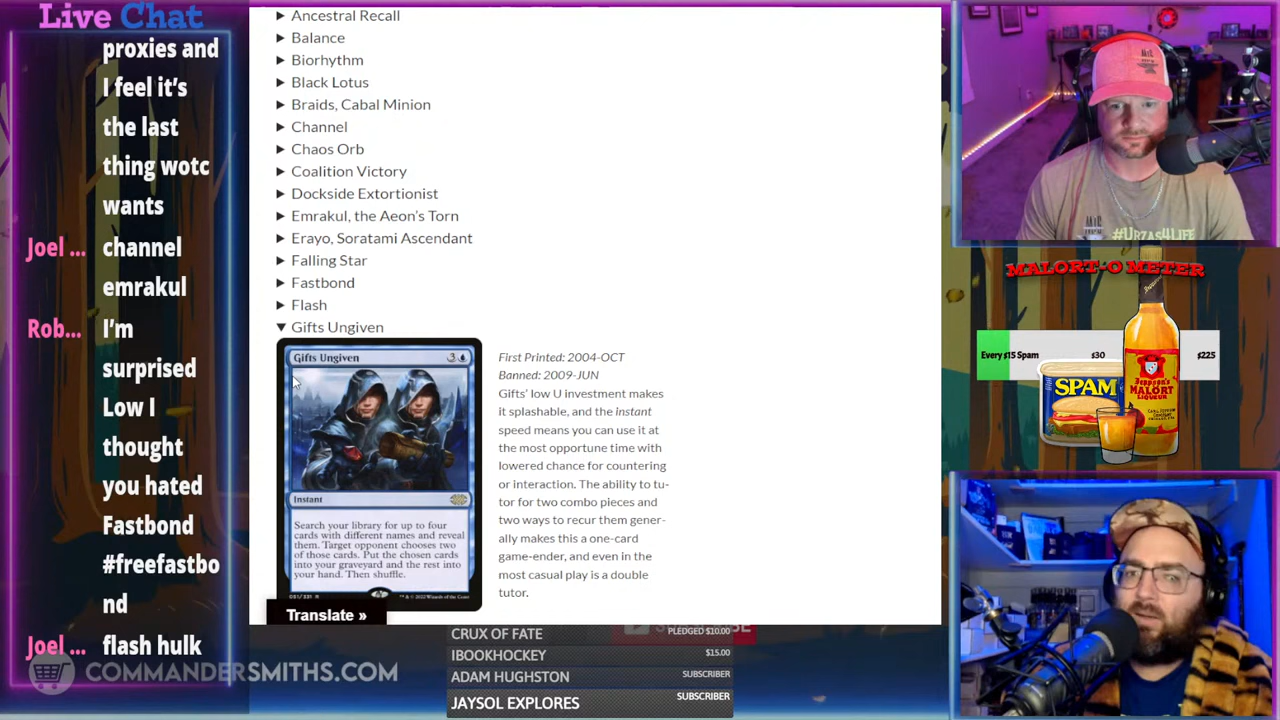 Live Chat
proxies and
I feel it's
the last
thing wotc
wants
Joel ... channel
emrakul
Rob... I'm
surprised
Low I
thought
you hated
Fastbond
#freefastbo
nd
Joel ... flash hulk
COMMANDERSMITHS.COM
Ancestral Recall
Balance
Biorhythm
Black Lotus
Braids, Cabal Minion
Channel
Chaos Orb
Coalition Victory
Dockside Extortionist
Emrakul, the Aeon's Torn
Erayo, Soratami Ascendant
Falling Star
Fastbond
Flash
Gifts Ungiven
Gifts Ungiven 3
Instant
Search your library for up to four
cards with different names and reveal
them. Target opponent chooses two
of those cards. Put the chosen cards
into your graveyard and the rest into
your hand. Then shuffle.
First Printed: 2004-OCT
Banned: 2009-JUN
Gifts' low U investment makes
it splashable, and the instant
speed means you can use it at
the most opportune time with
lowered chance for countering
or interaction. The ability to tu-
tor for two combo pieces and
two ways to recur them gener-
ally makes this a one-card
game-ender, and even in the
most casual play is a double
tutor.
Translate »
CRUX OF FATE PLEDGED $10.00
IBOOKHOCKEY $15.00
ADAM HUGHSTON SUBSCRIBER
JAYSOL EXPLORES SUBSCRIBER
#URZAS4LIFE
MALORT-O METER
Every $15 Spam $30 $225
SPAM
MALÖRT
LIQUEUR